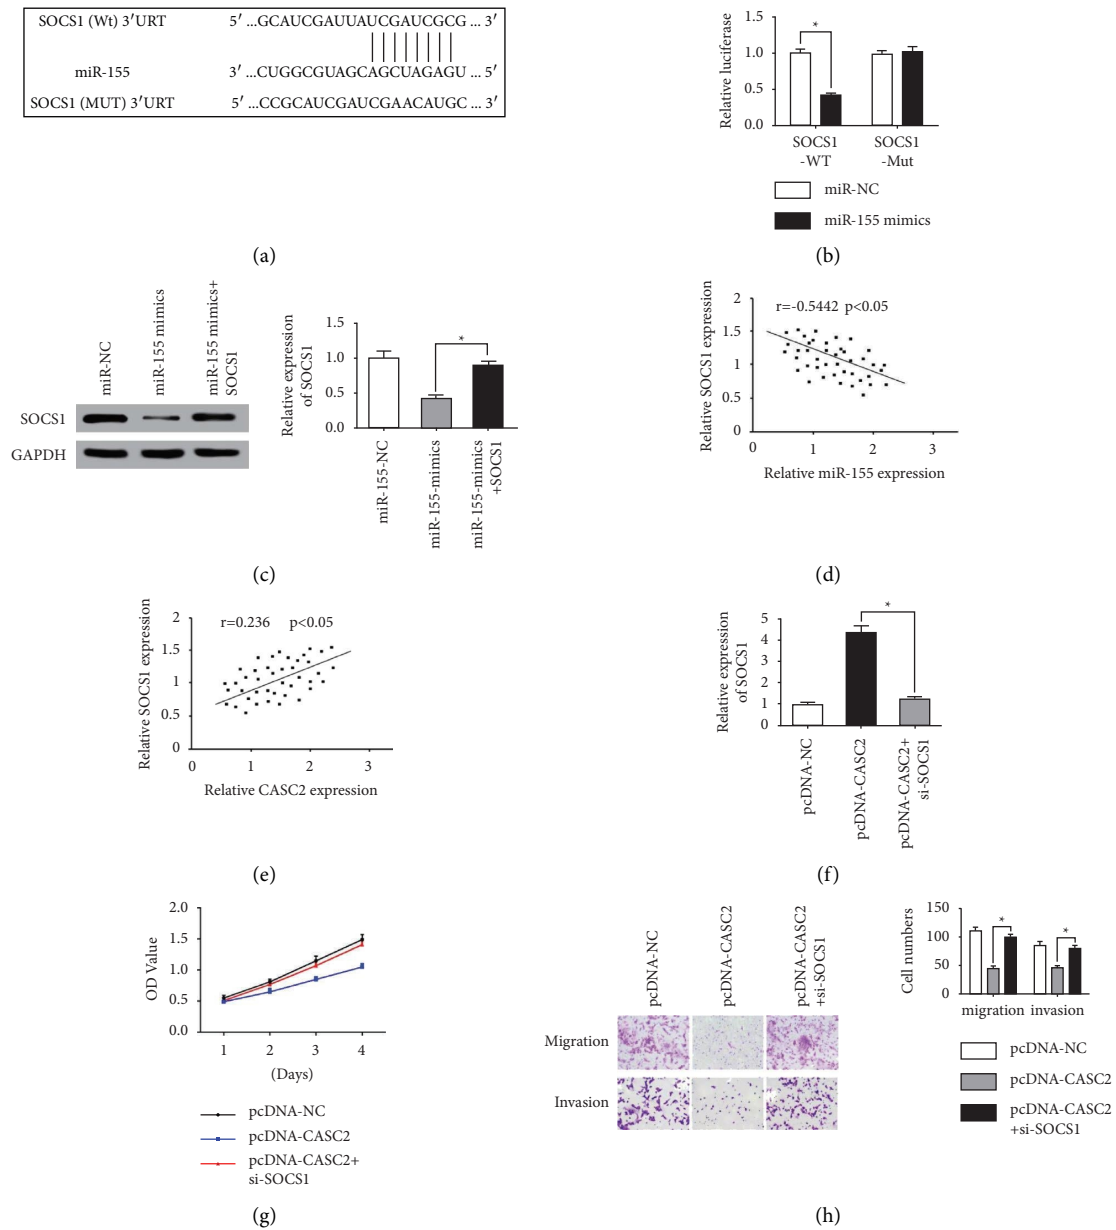 SOCS1 (Wt) 3′URT 5′ ...GCAUCGAUUAUCGAUCGCG ... 3′
miR-155 3′ ...CUGGCGUAGCAGCUAGAGU ... 5′
SOCS1 (MUT) 3′URT 5′ ...CCGCAUCGAUCGAACAUGC ... 3′
(a)
Relative luciferase
1.5
1.0
0.5
0.0
*
SOCS1
-WT
SOCS1
-Mut
miR-NC
miR-155 mimics
(b)
miR-NC
miR-155 mimics
miR-155 mimics+
SOCS1
SOCS1
GAPDH
Relative expression
of SOCS1
1.5
1.0
0.5
0.0
*
miR-155-NC
miR-155-mimics
miR-155-mimics
+SOCS1
(c)
Relative SOCS1 expression
2
1.5
1
0.5
0
r=-0.5442 p<0.05
0 1 2 3
Relative miR-155 expression
(d)
Relative SOCS1 expression
2
1.5
1
0.5
0
r=0.236 p<0.05
0 1 2 3
Relative CASC2 expression
(e)
Relative expression
of SOCS1
5
4
3
2
1
0
*
pcDNA-NC
pcDNA-CASC2
pcDNA-CASC2+
si-SOCS1
(f)
OD Value
2.0
1.5
1.0
0.5
0.0
1 2 3 4
(Days)
pcDNA-NC
pcDNA-CASC2
pcDNA-CASC2+
si-SOCS1
(g)
pcDNA-NC
pcDNA-CASC2
pcDNA-CASC2
+si-SOCS1
Migration
Invasion
Cell numbers
150
100
50
0
*
*
migration invasion
pcDNA-NC
pcDNA-CASC2
pcDNA-CASC2
+si-SOCS1
(h)